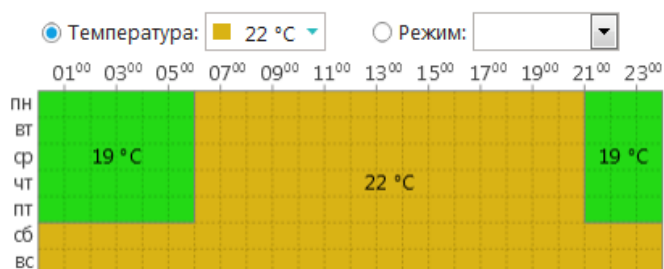 Температура: 22 °C Режим:
01⁰⁰ 03⁰⁰ 05⁰⁰ 07⁰⁰ 09⁰⁰ 11⁰⁰ 13⁰⁰ 15⁰⁰ 17⁰⁰ 19⁰⁰ 21⁰⁰ 23⁰⁰
пн
вт
ср 19 °C 19 °C
чт 22 °C
пт
сб
вс